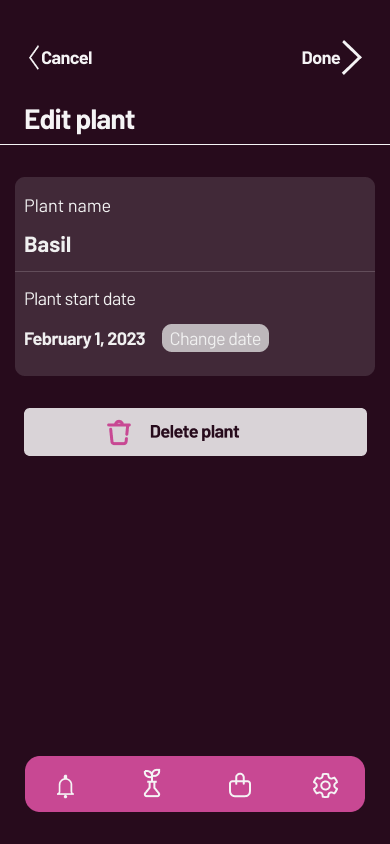 Cancel
Done
Edit plant
Plant name
Basil
Plant start date
February 1, 2023 Change date
Delete plant